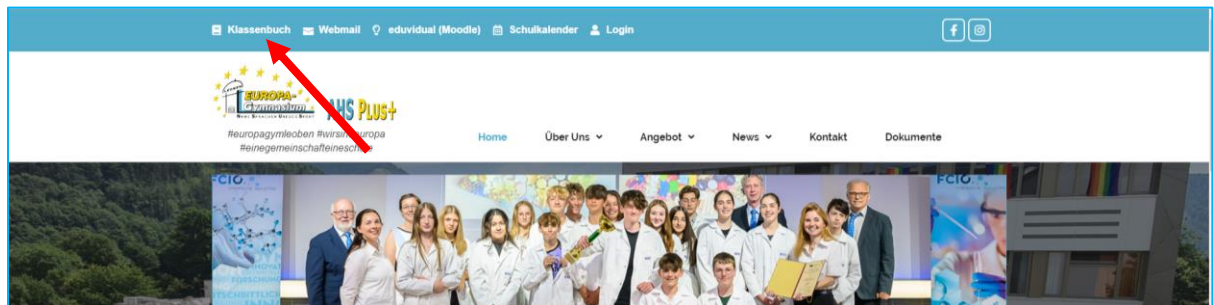 Klassenbuch Webmail eduvidual (Moodle) Schulkalender Login
EUROPA-
Gymnasium
AHS PLUS+
#europagymleoben #wirsindeuropa
#einegemeinschafteineschule
Home Über Uns Angebot News Kontakt Dokumente
FCIO
FCIO